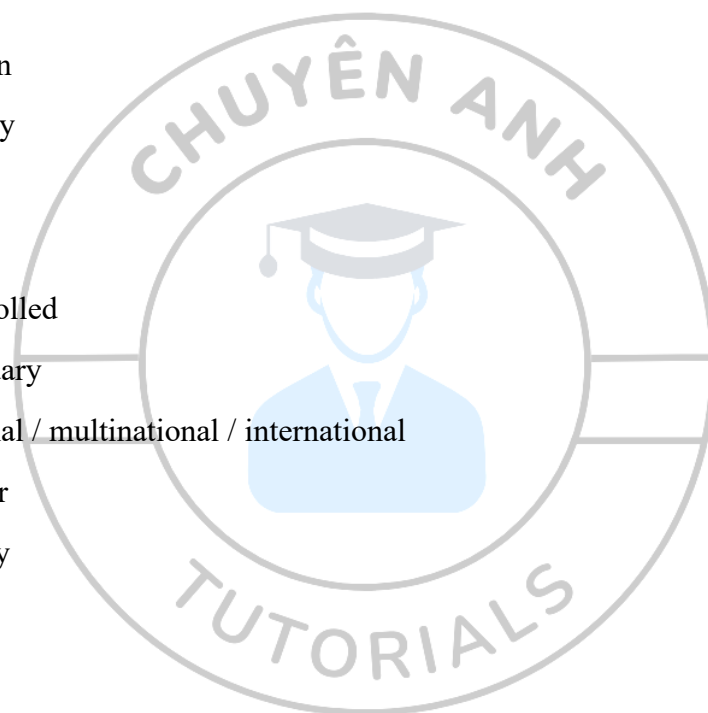 CHUYÊN ANH
n
y
olled
ary
al / multinational / international
r
y
TUTORIALS